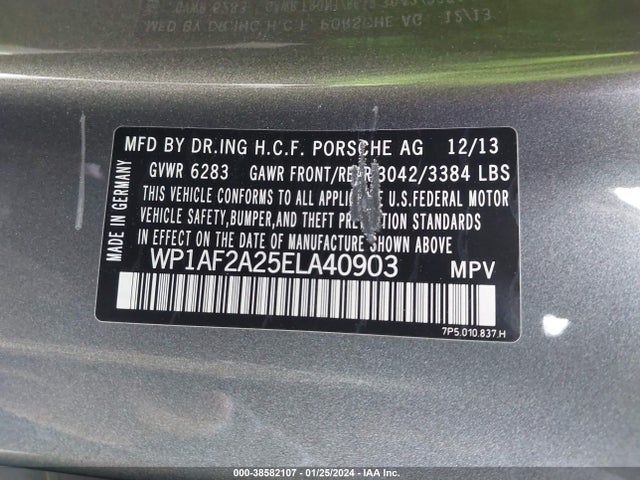 MFD BY DR.ING H.C.F. PORSCHE AG 12/13
GVWR 6283 GAWR FRONT/REAR 3042/3384 LBS
THIS VEHICLE CONFORMS TO ALL U.S.FEDERAL MOTOR
VEHICLE SAFETY,BUMPER,AND THEFT PREVENTION STANDARDS
IN EFFECT ON THE DATE OF MANUFACTURE SHOWN ABOVE
WP1AF2A25ELA40903 MPV
MADE IN GERMANY
7P5.010.837.H
000-38582107 - 01/25/2024 - IAA Inc.